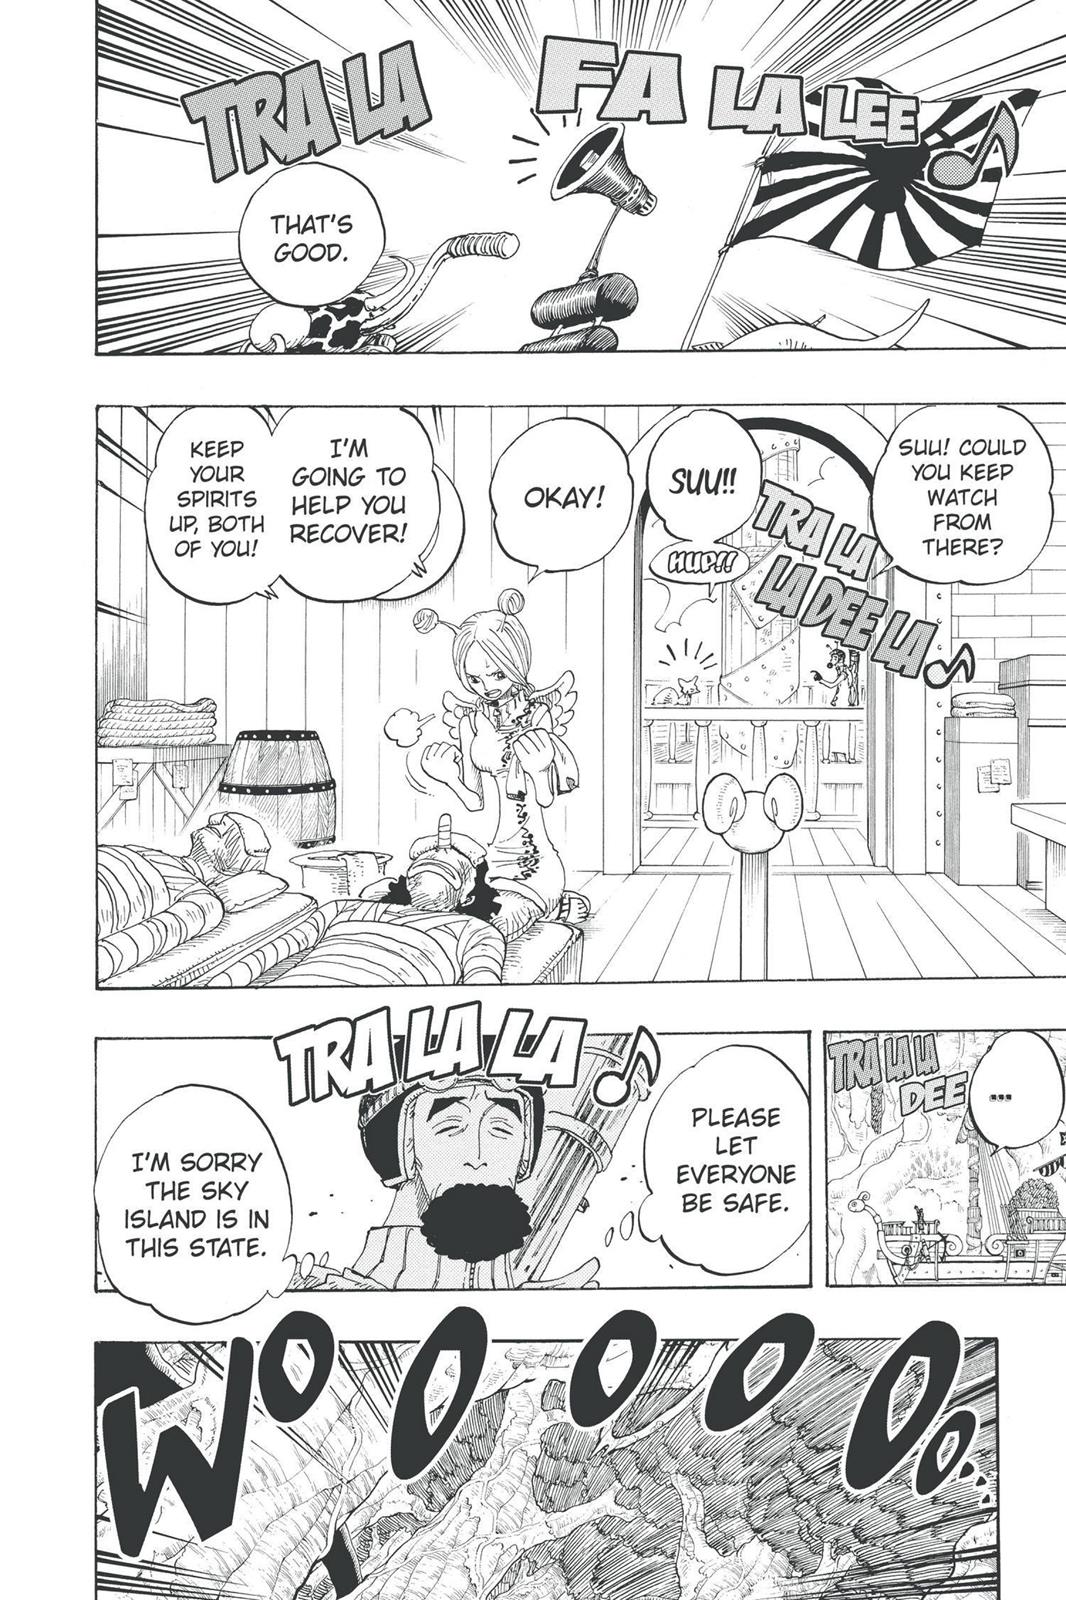 TRA LA
FA LA LEE
THAT'S
GOOD.
SUU! COULD
YOU KEEP
WATCH
FROM
THERE?
TRA LA
LA DEE LA
SUU!!
HUP!!
OKAY!
I'M
GOING TO
HELP YOU
RECOVER!
KEEP
YOUR
SPIRITS
UP, BOTH
OF YOU!
TRA LA LA
DEE
...
TRA LA LA
PLEASE
LET
EVERYONE
BE SAFE.
I'M SORRY
THE SKY
ISLAND IS IN
THIS STATE.
WOOOOOO